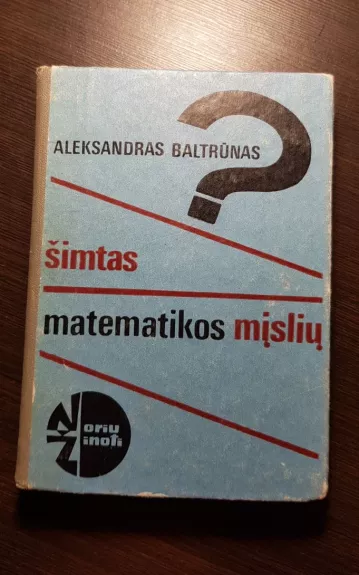 ?
ALEKSANDRAS BALTRŪNAS
šimtas
matematikos mįslių
Noriu
Žinoti